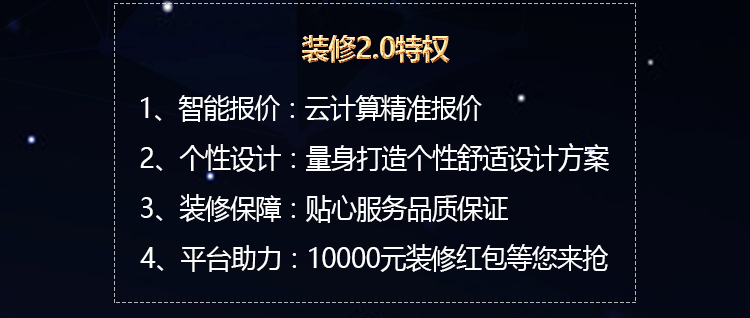 装修2.0特权
1、智能报价：云计算精准报价
2、个性设计：量身打造个性舒适设计方案
3、装修保障：贴心服务品质保证
4、平台助力：10000元装修红包等您来抢